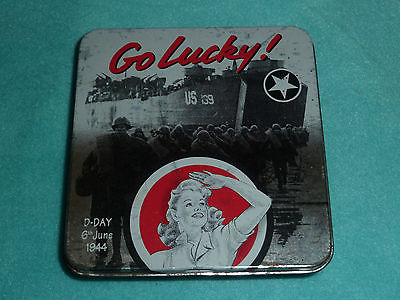 Go Lucky!
US 139
D-DAY
6th June
1944